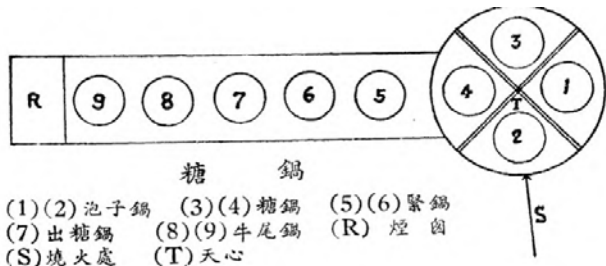 3
R 9 8 7 6 5 4 T 1
2
糖鍋
S
(1)(2) 泡子鍋 (3)(4) 糖鍋 (5)(6) 緊鍋
(7) 出糖鍋 (8)(9) 牛尾鍋 (R) 煙囪
(S) 燒火處 (T) 天心